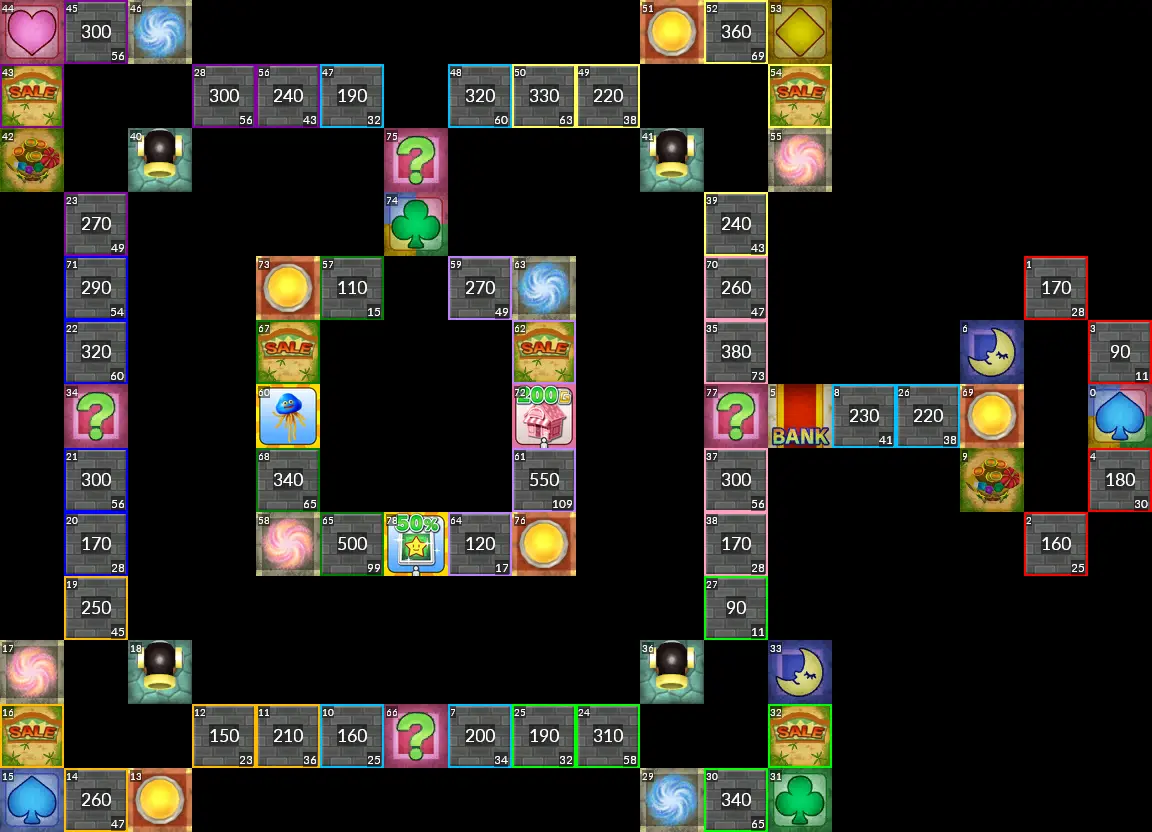 44 45 300 56 46 51 52 360 69 53
43 SALE 28 300 56 56 240 43 47 190 32 48 320 60 50 330 63 49 220 38 54 SALE
42 40 75 ? 41 55
23 270 49 74 39 240 43
71 290 54 73 57 110 15 59 270 49 63 70 260 47 1 170 28
22 320 60 67 SALE 62 SALE 35 380 73 6 3 90 11
34 ? 60 72 200G 77 ? 5 BANK 8 230 41 26 220 38 69 0
21 300 56 68 340 65 61 550 109 37 300 56 9 4 180 30
20 170 28 58 65 500 99 78 50% 64 120 17 76 38 170 28 2 160 25
19 250 45 27 90 11
17 18 36 33
16 SALE 12 150 23 11 210 36 10 160 25 66 ? 7 200 34 25 190 32 24 310 58 32 SALE
15 14 260 47 13 29 30 340 65 31